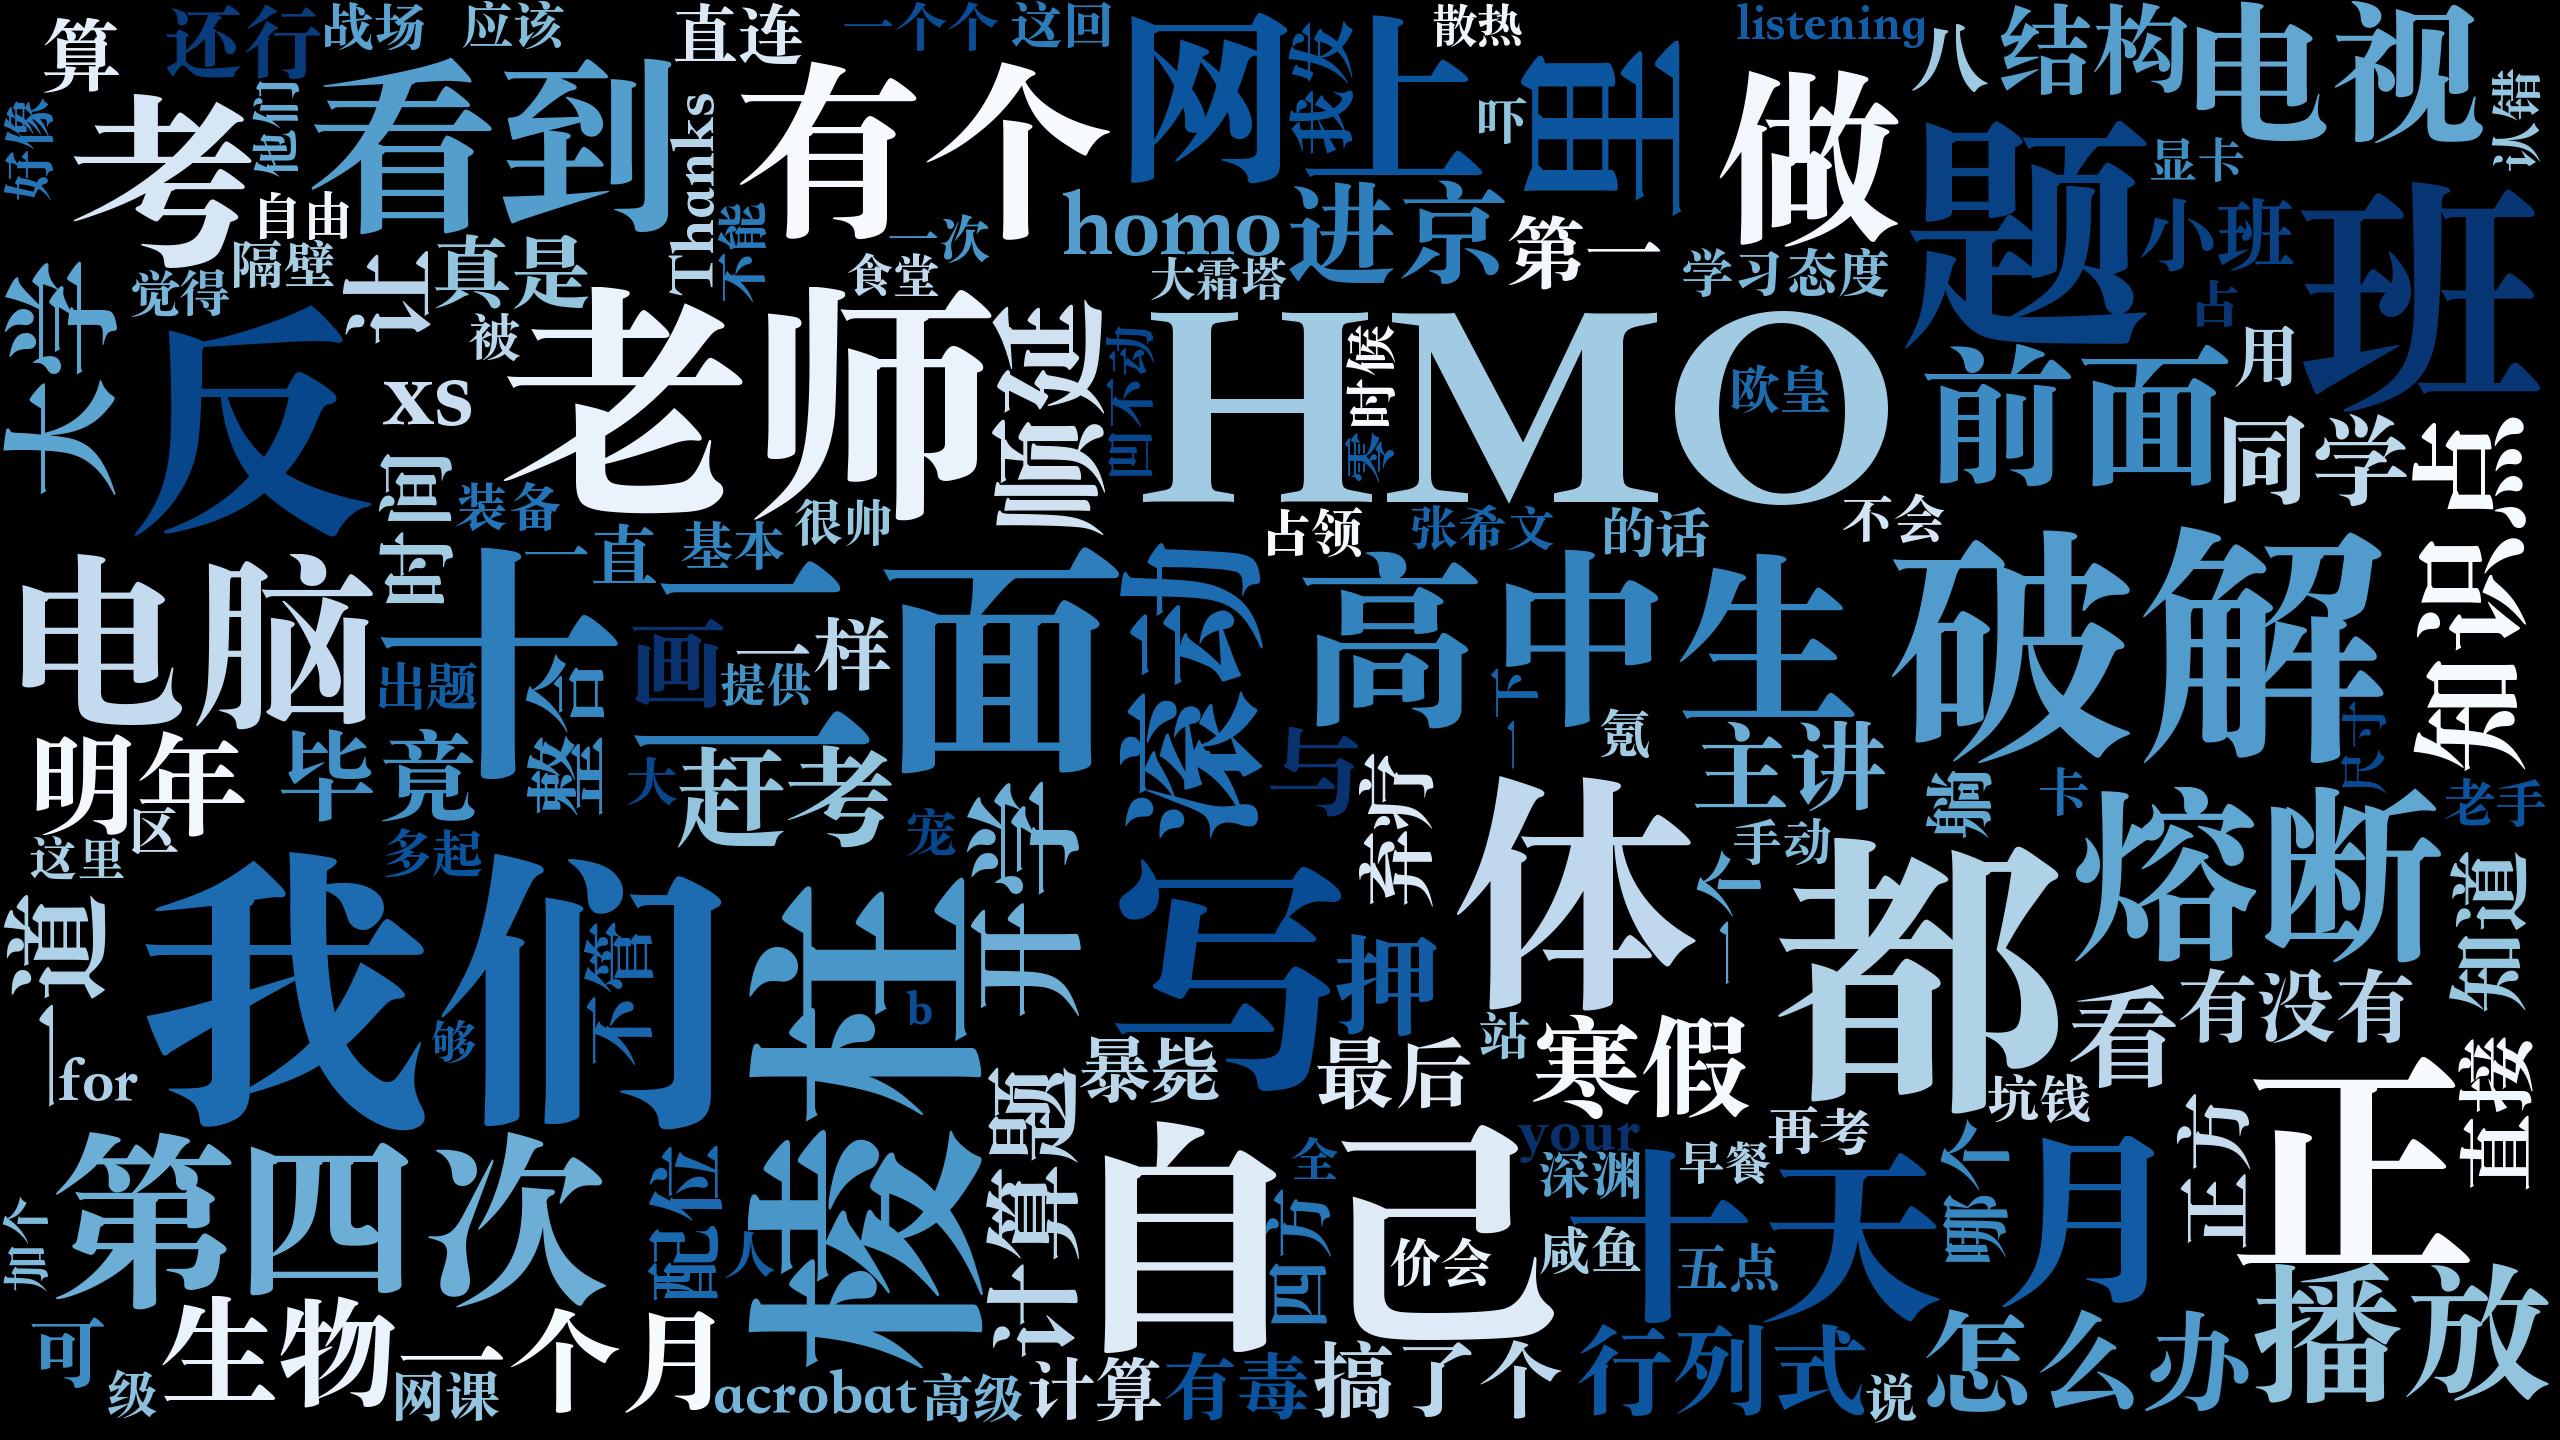 算
还行
战场
应该
直连
一个个
这回
网上
我发
散热
里
listening
八
结构
电视
认错
好像
考
他们
看到
Thanks
有个
吓
做
题
显卡
自由
隔壁
觉得
让
真是
不能
一次
食堂
homo
进京
大霜塔
第一
学习态度
小班
班
占
大学
反
被
老师
顺延
四不动
HMO
时候
寒
欧皇
前面
用
同学
知识点
xs
时间
装备
一直
基本
很帅
占领
张希文
的话
不会
电脑
十二面
滚动
高中生
破解
画
一样
出题
整合
提供
一下
氪
主讲
尺寸
明年
区
毕竟
大
赶考
与
弃疗
体
躺
卡
熔断
老手
这里
多起
宠
开学
手动
一个
都
知道
一道
我们
不管
够
校狂
b
写
押
看
有没有
for
暴毙
最后
站
寒假
坑钱
直接
第四次
配位
人
计算题
自己
全
四方
价会
your
深渊
早餐
再考
咸鱼
十天
五点
哪个
月
正方
正
加个
可
级
生物
一个月
网课
acrobat
高级
计算
有毒
搞了个
行列式
说
怎么办
播放